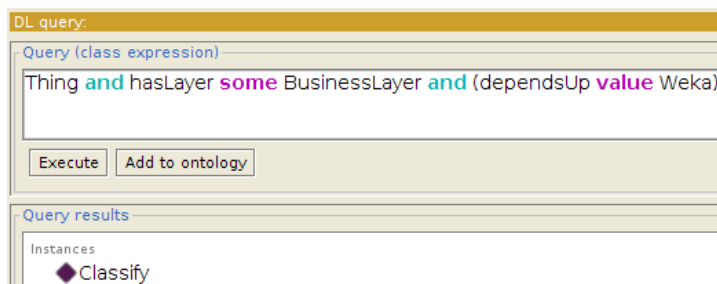 DL query:
Query (class expression)
Thing and hasLayer some BusinessLayer and (dependsUp value Weka)
Execute Add to ontology
Query results
Instances
Classify